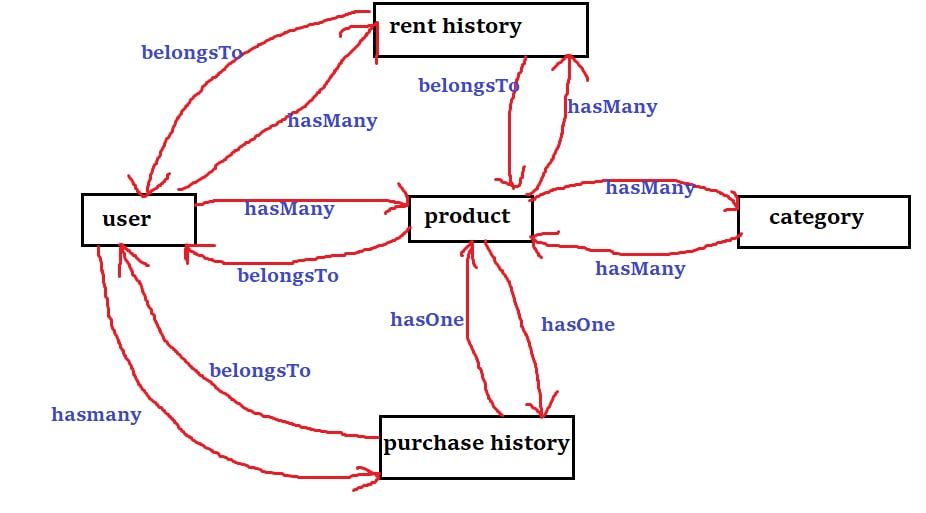 rent history
belongsTo
belongsTo
hasMany
hasMany
hasMany
user
hasMany
product
category
belongsTo
hasMany
hasOne
hasOne
belongsTo
hasmany
purchase history